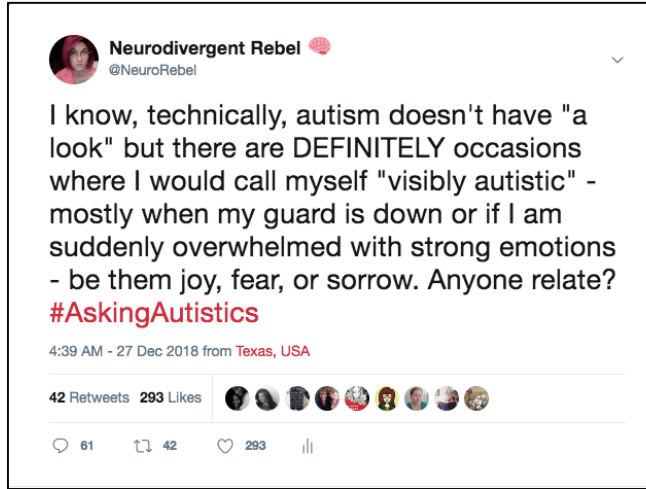 Neurodivergent Rebel 🧠
@NeuroRebel
I know, technically, autism doesn't have "a
look" but there are DEFINITELY occasions
where I would call myself "visibly autistic" -
mostly when my guard is down or if I am
suddenly overwhelmed with strong emotions
- be them joy, fear, or sorrow. Anyone relate?
#AskingAutistics
4:39 AM - 27 Dec 2018 from Texas, USA
42 Retweets 293 Likes
61 42 293